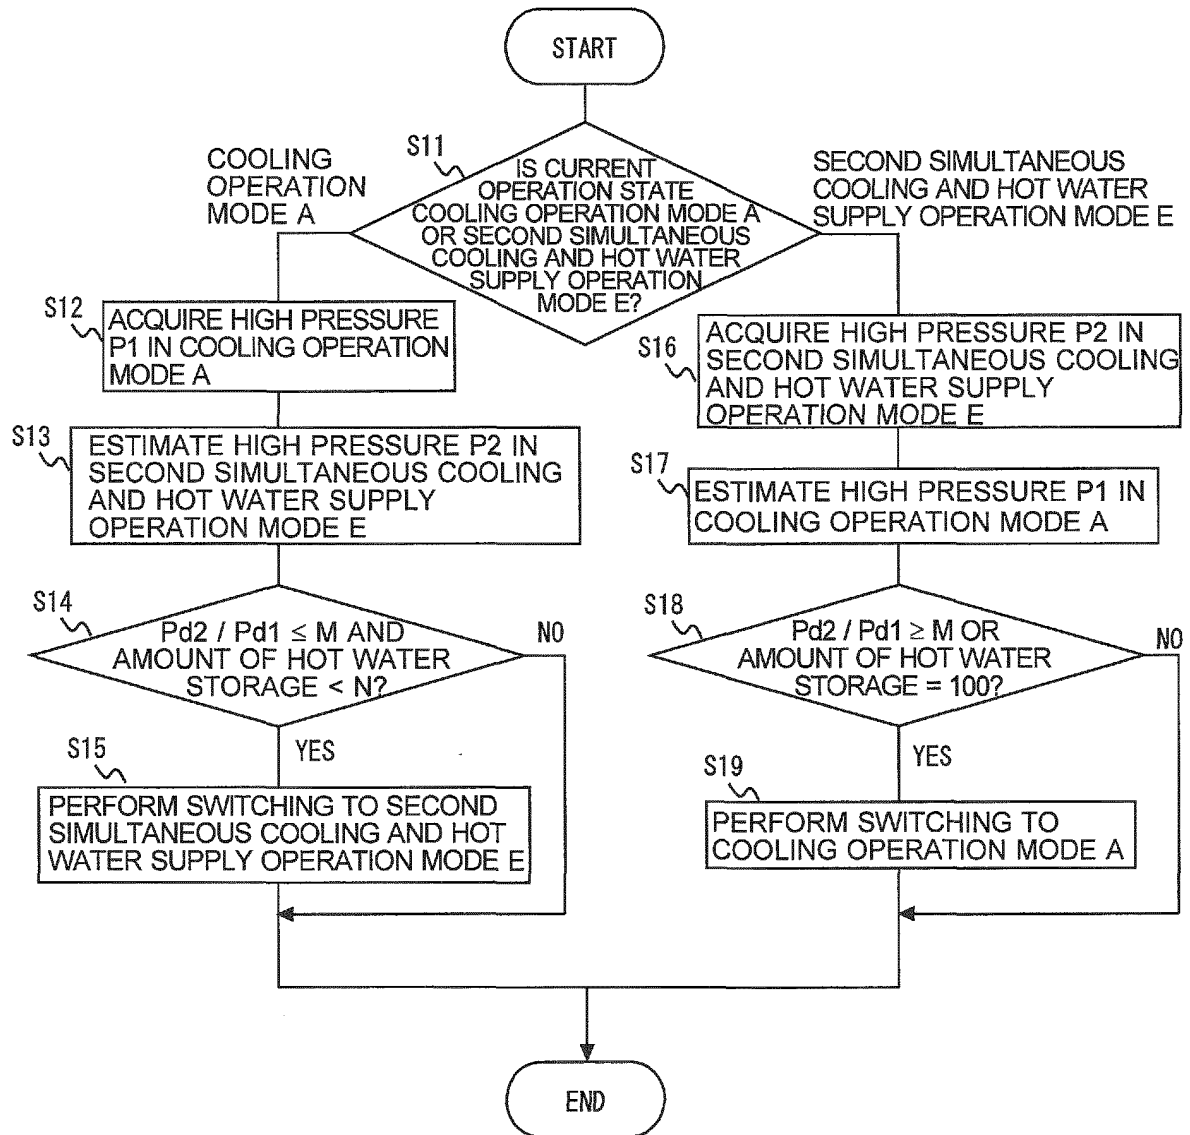 START
S11
IS CURRENT
OPERATION STATE
COOLING OPERATION MODE A
OR SECOND SIMULTANEOUS
COOLING AND HOT WATER
SUPPLY OPERATION
MODE E?
COOLING
OPERATION
MODE A
SECOND SIMULTANEOUS
COOLING AND HOT WATER
SUPPLY OPERATION MODE E
S12
ACQUIRE HIGH PRESSURE
P1 IN COOLING OPERATION
MODE A
S13
ESTIMATE HIGH PRESSURE P2 IN
SECOND SIMULTANEOUS COOLING
AND HOT WATER SUPPLY
OPERATION MODE E
S14
Pd2 / Pd1 ≤ M AND
AMOUNT OF HOT WATER
STORAGE < N?
NO
YES
S15
PERFORM SWITCHING TO SECOND
SIMULTANEOUS COOLING AND HOT
WATER SUPPLY OPERATION MODE E
S16
ACQUIRE HIGH PRESSURE P2 IN
SECOND SIMULTANEOUS COOLING
AND HOT WATER SUPPLY
OPERATION MODE E
S17
ESTIMATE HIGH PRESSURE P1 IN
COOLING OPERATION MODE A
S18
Pd2 / Pd1 ≥ M OR
AMOUNT OF HOT WATER
STORAGE = 100?
NO
YES
S19
PERFORM SWITCHING TO
COOLING OPERATION MODE A
END